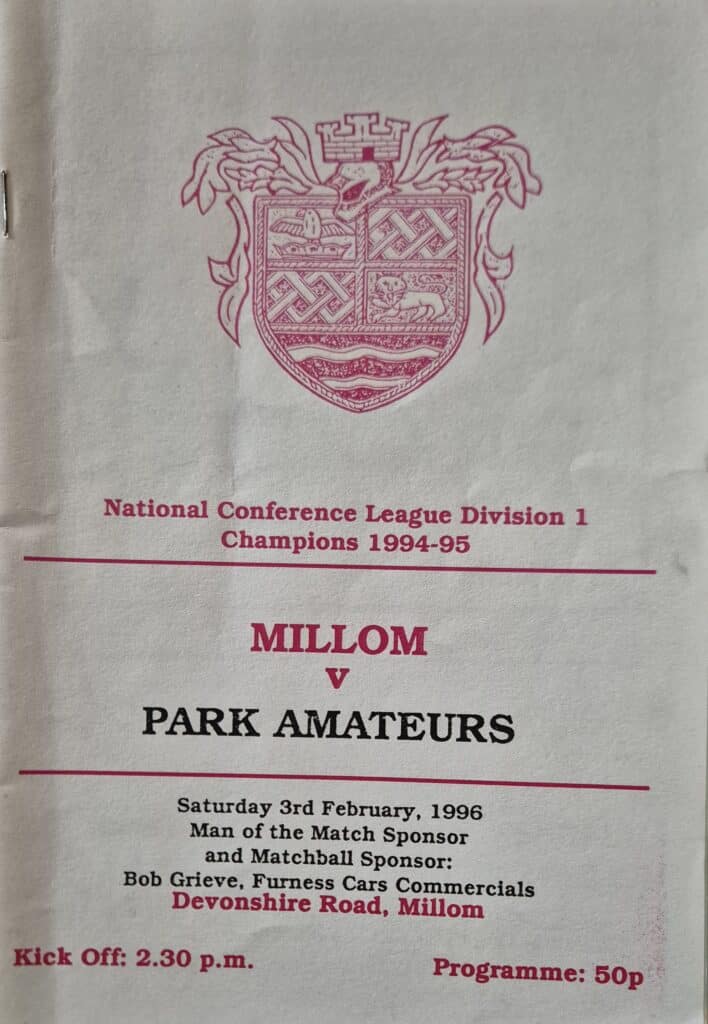 National Conference League Division 1
Champions 1994-95
MILLOM
v
PARK AMATEURS
Saturday 3rd February, 1996
Man of the Match Sponsor
and Matchball Sponsor:
Bob Grieve, Furness Cars Commercials
Devonshire Road, Millom
Kick Off: 2.30 p.m.
Programme: 50p